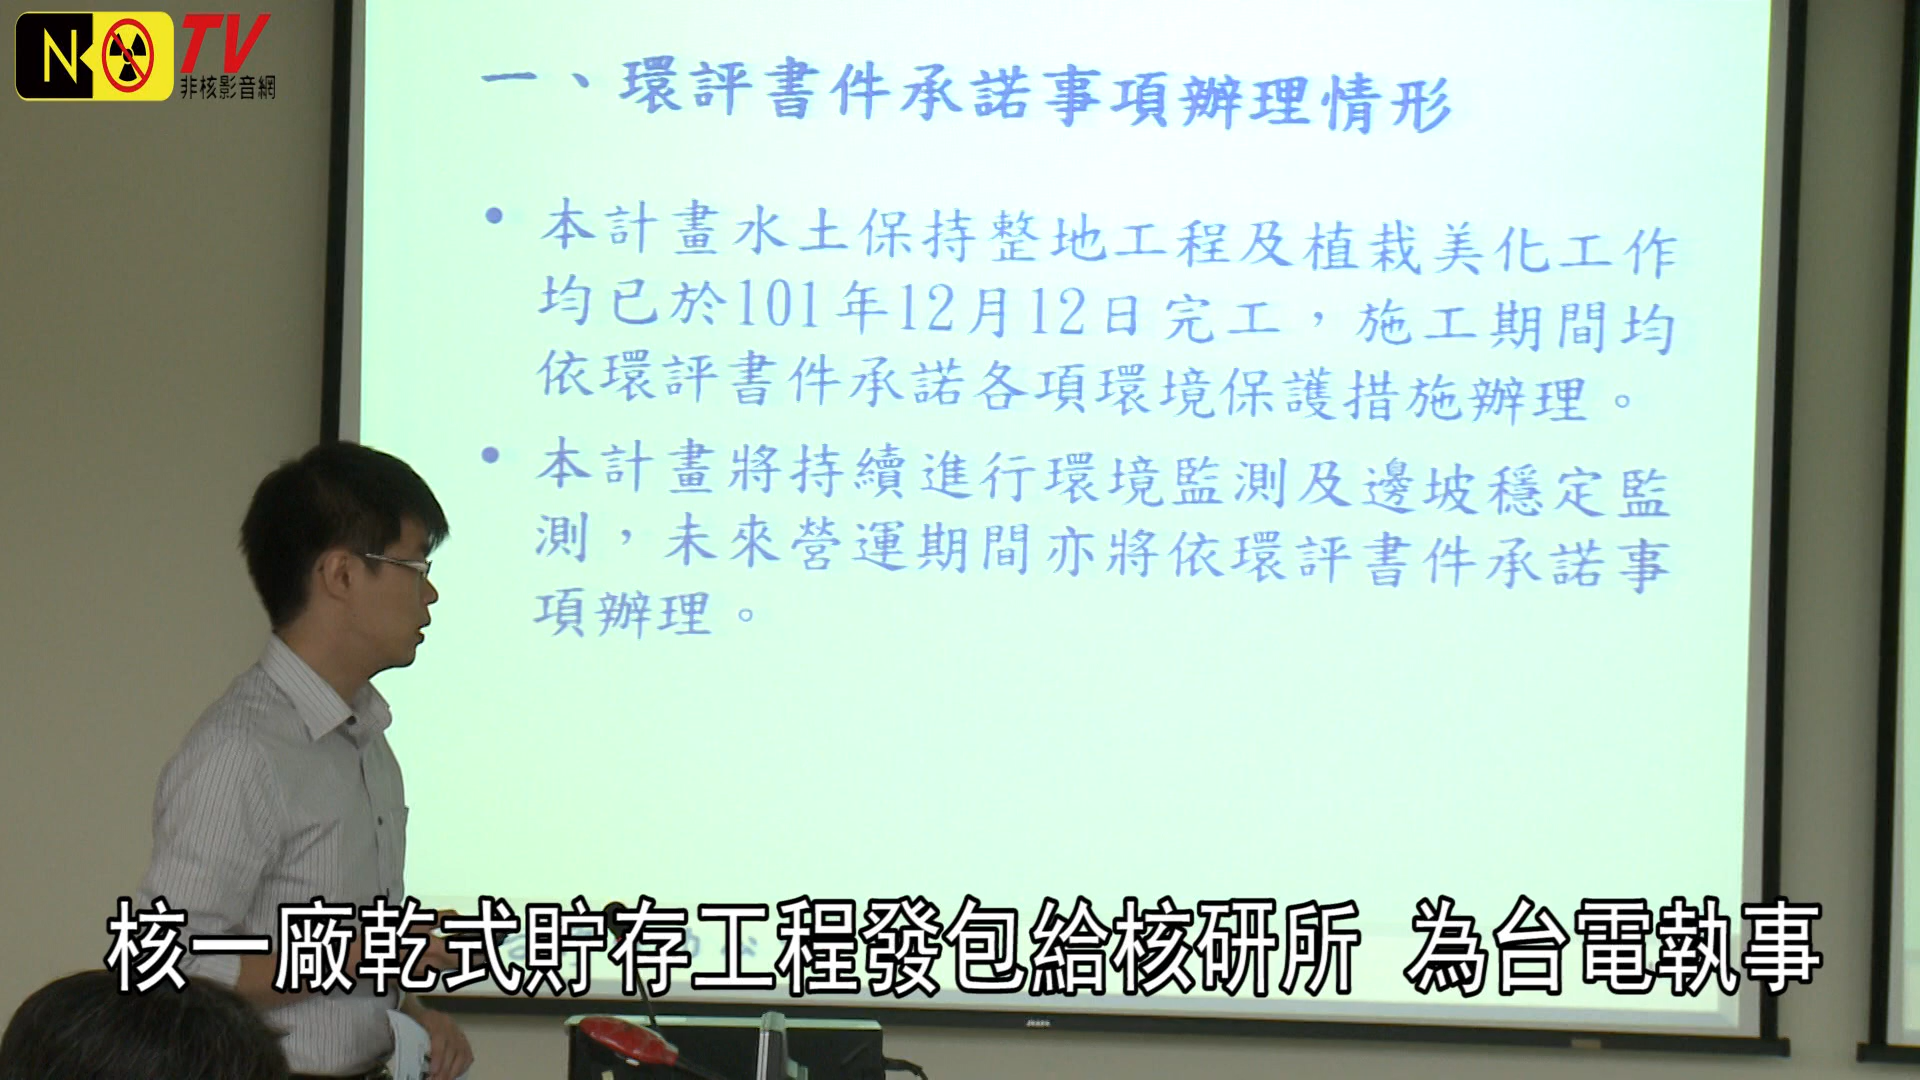 NO TV
非核影音網
一、環評書件承諾事項辦理情形
• 本計畫水土保持整地工程及植栽美化工作
均已於101年12月12日完工，施工期間均
依環評書件承諾各項環境保護措施辦理。
• 本計畫將持續進行環境監測及邊坡穩定監
測，未來營運期間亦將依環評書件承諾事
項辦理。
核一廠乾式貯存工程發包給核研所 為台電執事